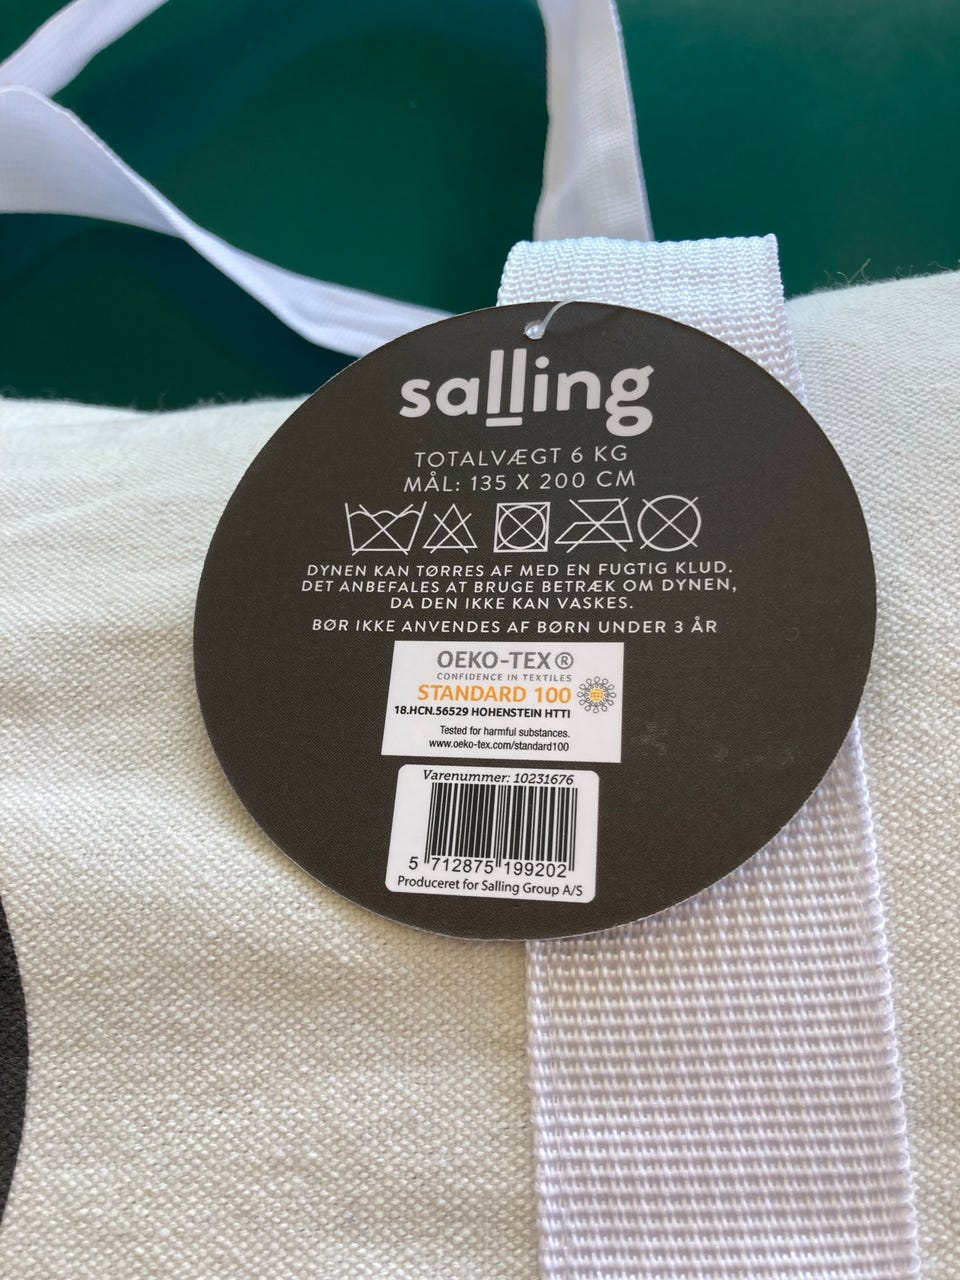 salling
TOTALVÆGT 6 KG
MÅL: 135 X 200 CM
DYNEN KAN TØRRES AF MED EN FUGTIG KLUD.
DET ANBEFALES AT BRUGE BETRÆK OM DYNEN,
DA DEN IKKE KAN VASKES.
BØR IKKE ANVENDES AF BØRN UNDER 3 ÅR
OEKO-TEX®
CONFIDENCE IN TEXTILES
STANDARD 100
18.HCN.56529 HOHENSTEIN HTTI
Tested for harmful substances.
www.oeko-tex.com/standard100
Varenummer: 10231676
5 712875 199202
Produceret for Salling Group A/S